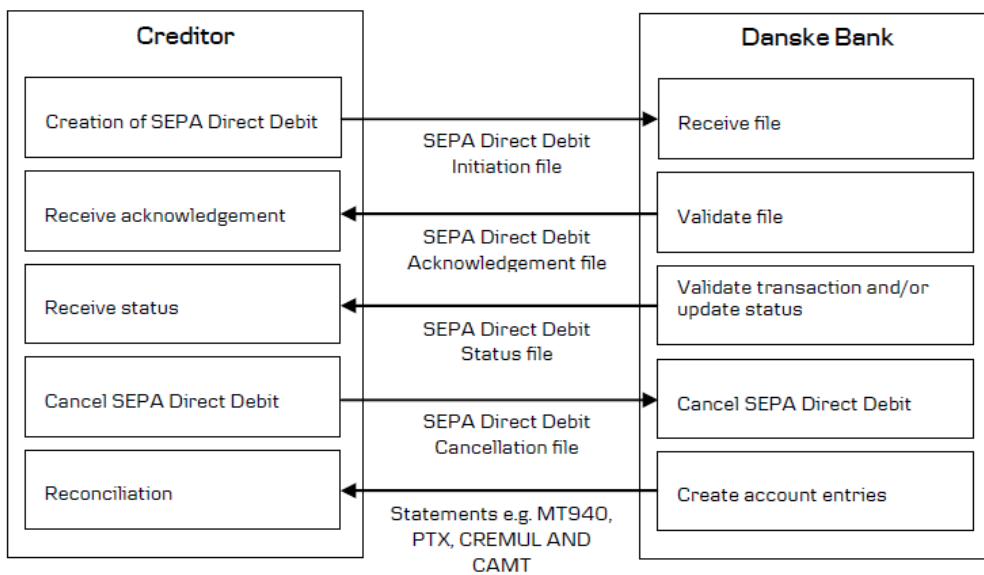 Creditor
Danske Bank
Creation of SEPA Direct Debit
SEPA Direct Debit
Initiation file
Receive file
Receive acknowledgement
SEPA Direct Debit
Acknowledgement file
Validate file
Receive status
SEPA Direct Debit
Status file
Validate transaction and/or
update status
Cancel SEPA Direct Debit
SEPA Direct Debit
Cancellation file
Cancel SEPA Direct Debit
Reconciliation
Statements e.g. MT940,
PTX, CREMUL AND
CAMT
Create account entries